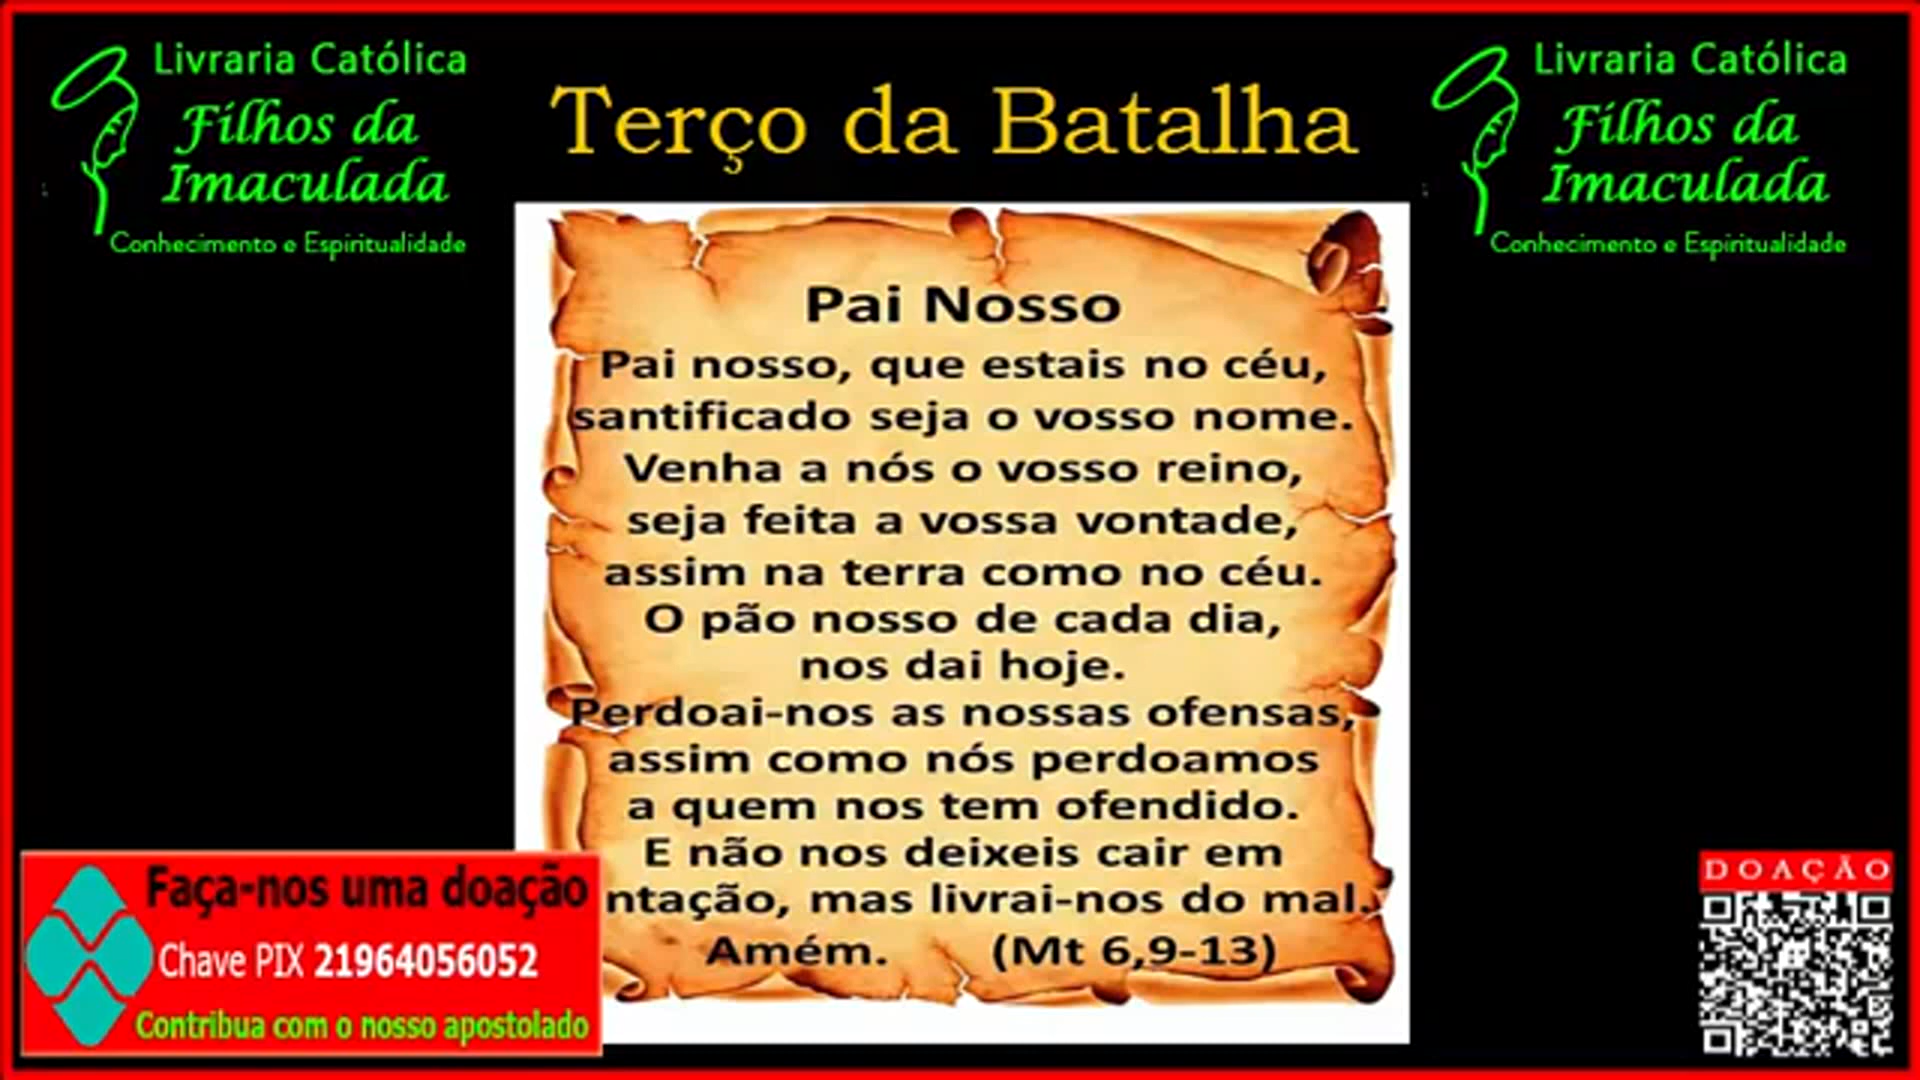 Livraria Católica
Filhos da
Imaculada
Conhecimento e Espiritualidade
Terço da Batalha
Livraria Católica
Filhos da
Imaculada
Conhecimento e Espiritualidade
Pai Nosso
Pai nosso, que estais no céu,
santificado seja o vosso nome.
Venha a nós o vosso reino,
seja feita a vossa vontade,
assim na terra como no céu.
O pão nosso de cada dia,
nos dai hoje.
Perdoai-nos as nossas ofensas,
assim como nós perdoamos
a quem nos tem ofendido.
E não nos deixeis cair em
ntação, mas livrai-nos do mal.
Amém. (Mt 6,9-13)
Faça-nos uma doação
Chave PIX 21964056052
Contribua com o nosso apostolado
DOAÇÃO